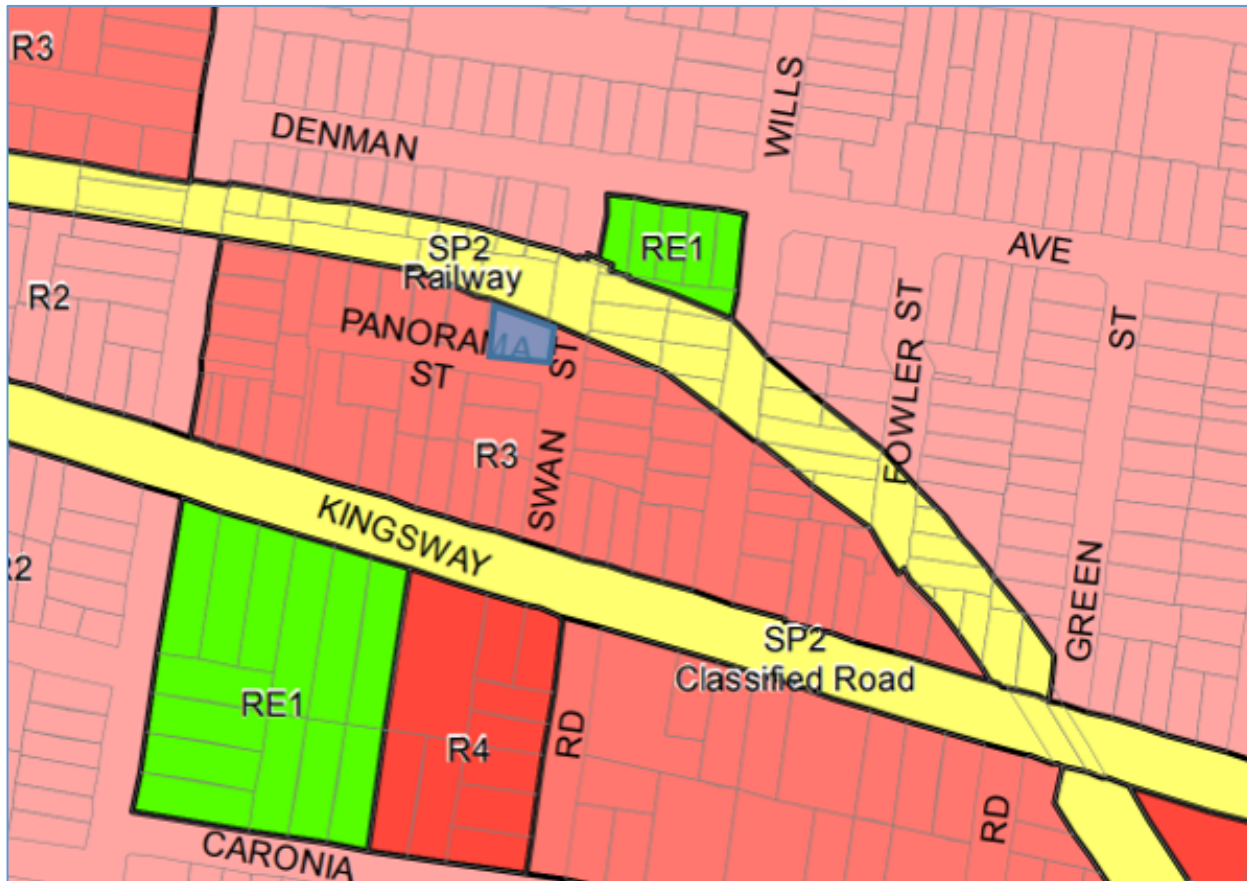 R3
DENMAN
WILLS
SP2
Railway
RE1
AVE
R2
PANORAMA
ST
ST
FOWLER ST
ST
R3
SWAN
KINGSWAY
GREEN
SP2
Classified Road
RE1
R4
RD
RD
CARONIA